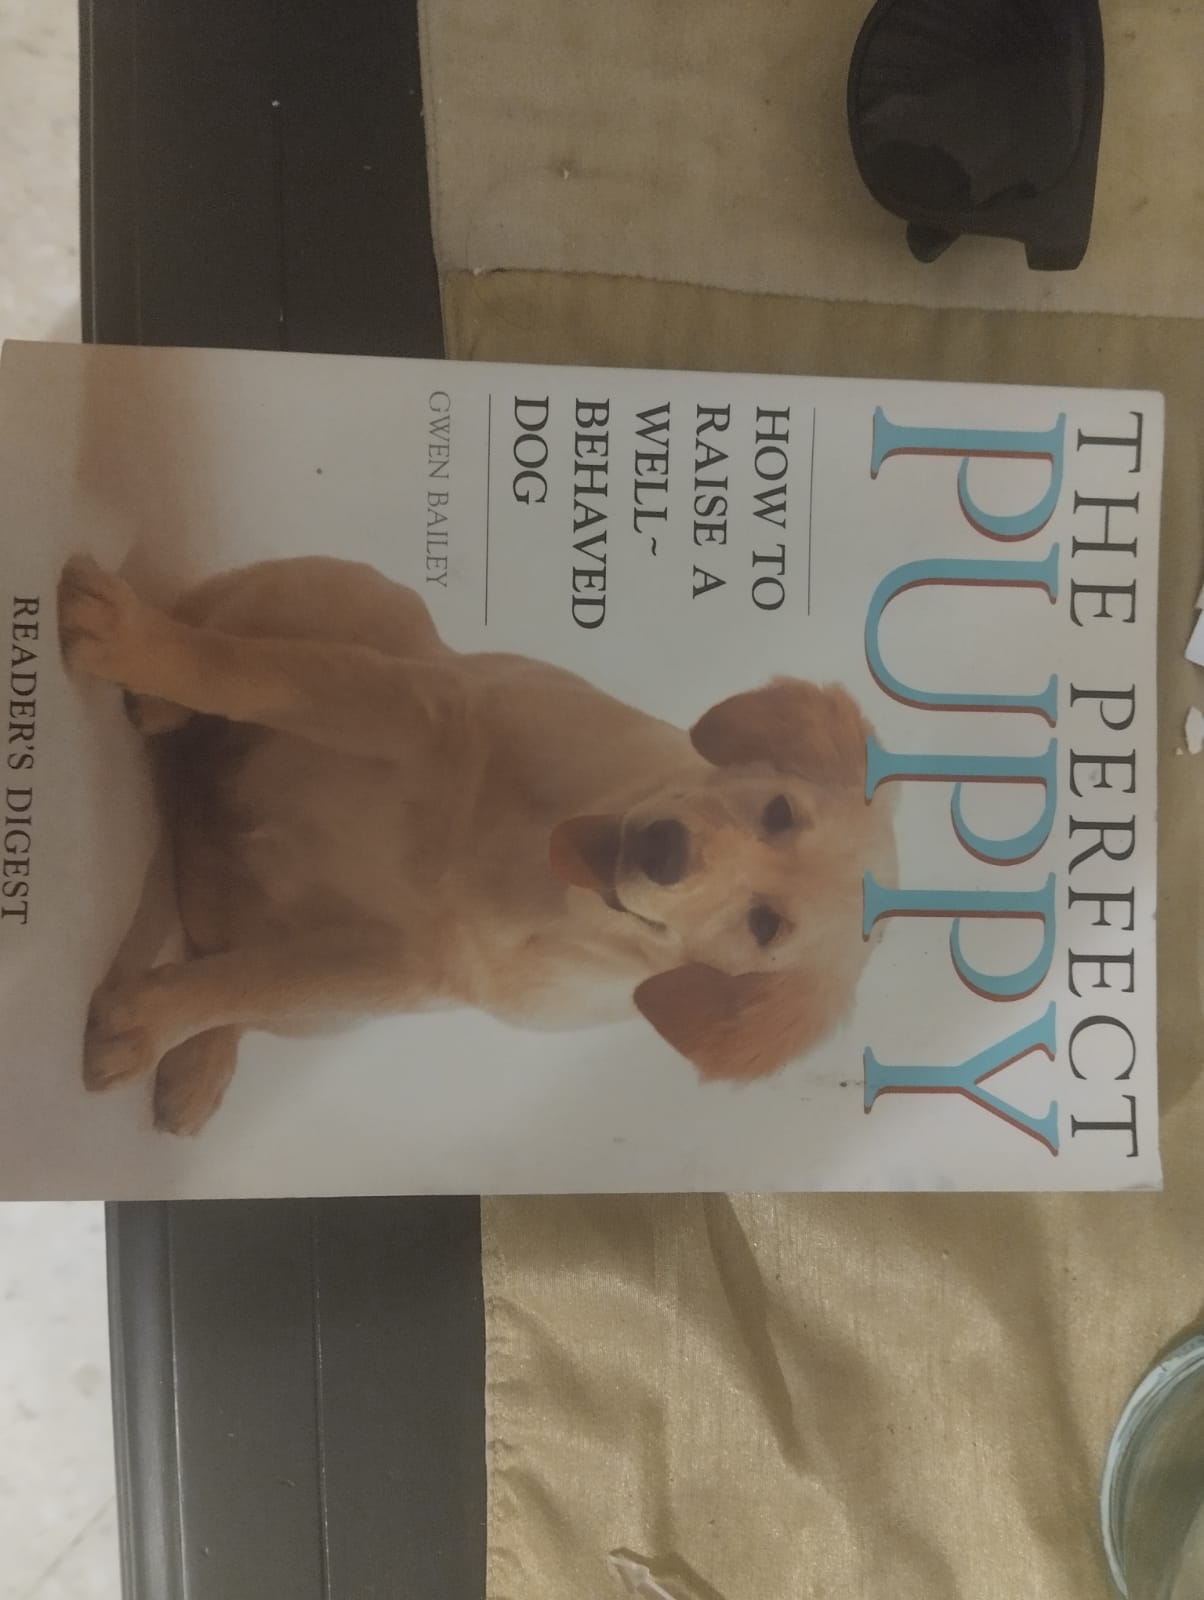 THE PERFECT
PUPPY
HOW TO
RAISE A
WELL~
BEHAVED
DOG
GWEN BAILEY
READER'S DIGEST